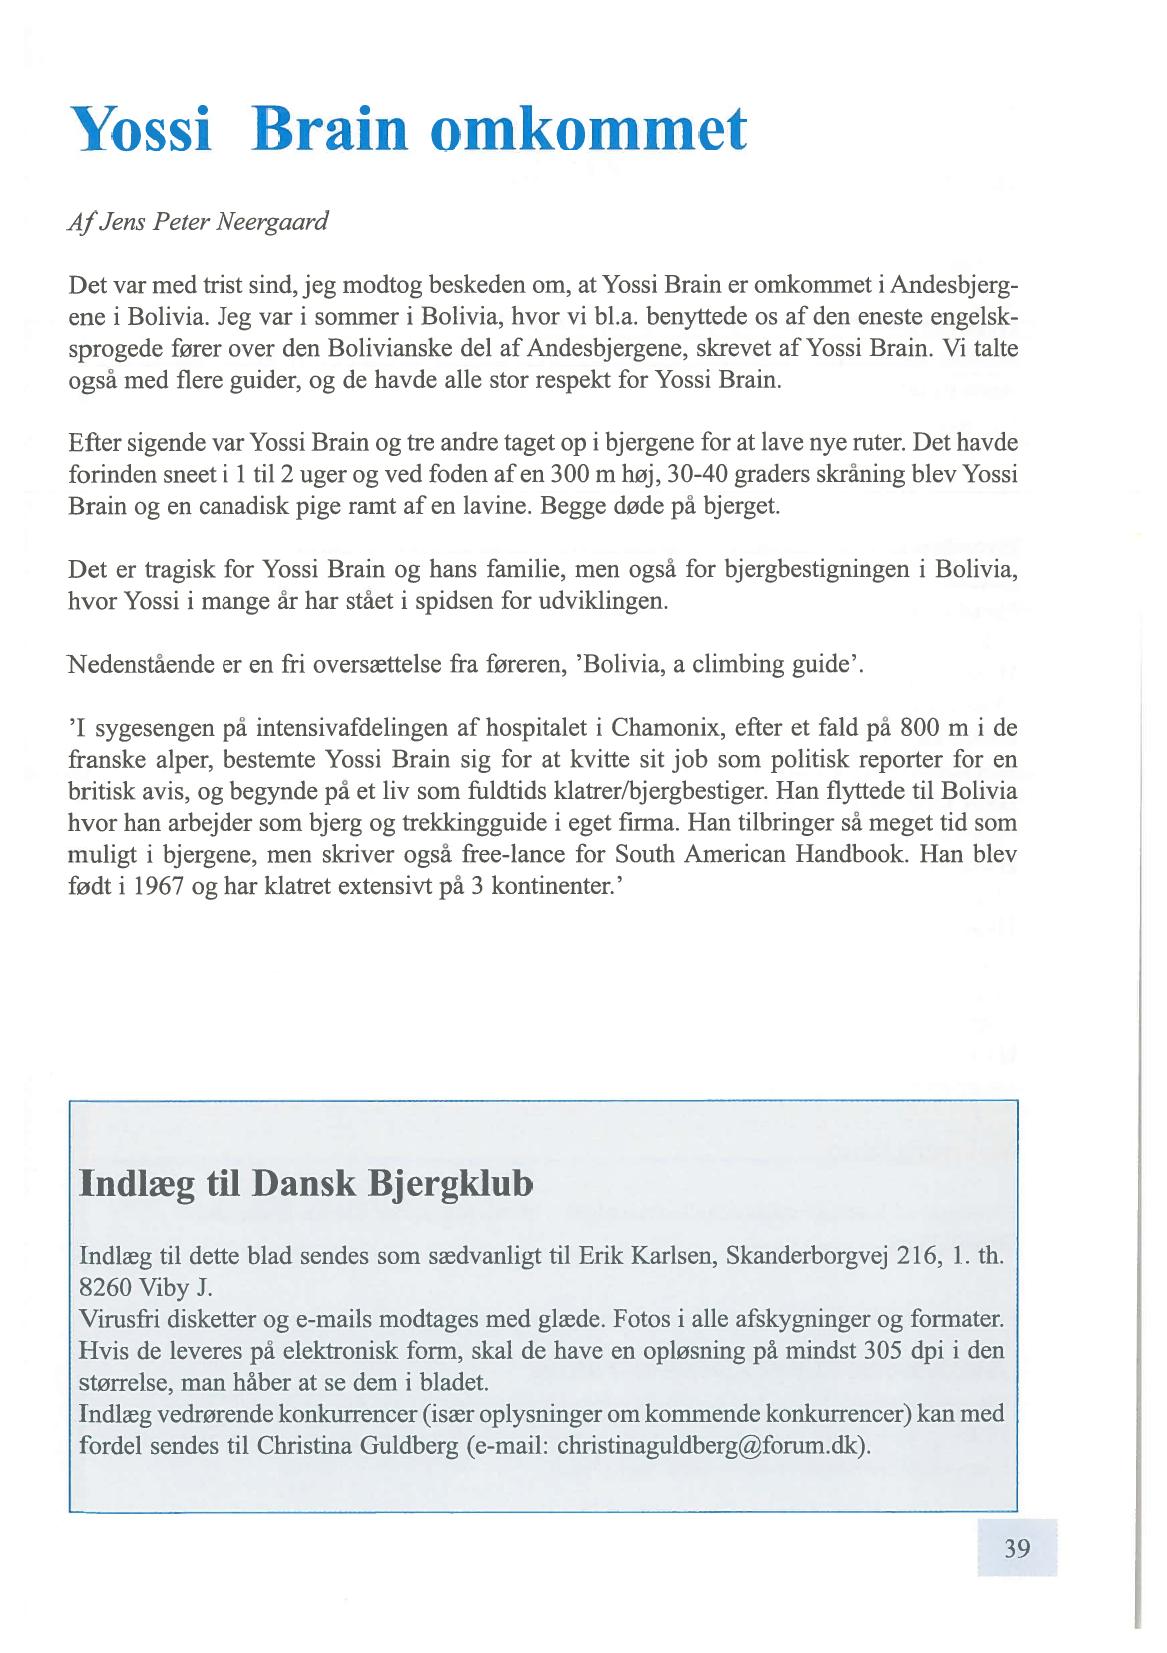 Yossi Brain omkommet
Af Jens Peter Neergaard
Det var med trist sind, jeg modtog beskeden om, at Yossi Brain er omkommet i Andesbjerg-
ene i Bolivia. Jeg var i sommer i Bolivia, hvor vi bl.a. benyttede os af den eneste engelsk-
sprogede fører over den Bolivianske del af Andesbjergene, skrevet af Yossi Brain. Vi talte
også med flere guider, og de havde alle stor respekt for Yossi Brain.
Efter sigende var Yossi Brain og tre andre taget op i bjergene for at lave nye ruter. Det havde
forinden sneet i 1 til 2 uger og ved foden af en 300 m høj, 30-40 graders skråning blev Yossi
Brain og en canadisk pige ramt af en lavine. Begge døde på bjerget.
Det er tragisk for Yossi Brain og hans familie, men også for bjergbestigningen i Bolivia,
hvor Yossi i mange år har stået i spidsen for udviklingen.
Nedenstående er en fri oversættelse fra føreren, ’Bolivia, a climbing guide’.
’I sygesengen på intensivafdelingen af hospitalet i Chamonix, efter et fald på 800 m i de
franske alper, bestemte Yossi Brain sig for at kvitte sit job som politisk reporter for en
britisk avis, og begynde på et liv som fuldtids klatrer/bjergbestiger. Han flyttede til Bolivia
hvor han arbejder som bjerg og trekkingguide i eget firma. Han tilbringer så meget tid som
muligt i bjergene, men skriver også free-lance for South American Handbook. Han blev
født i 1967 og har klatret extensivt på 3 kontinenter.’
Indlæg til Dansk Bjergklub
Indlæg til dette blad sendes som sædvanligt til Erik Karlsen, Skanderborgvej 216, 1. th.
8260 Viby J.
Virusfri disketter og e-mails modtages med glæde. Fotos i alle afskygninger og formater.
Hvis de leveres på elektronisk form, skal de have en opløsning på mindst 305 dpi i den
størrelse, man håber at se dem i bladet.
Indlæg vedrørende konkurrencer (især oplysninger om kommende konkurrencer) kan med
fordel sendes til Christina Guldberg (e-mail: christinaguldberg@forum.dk).
39